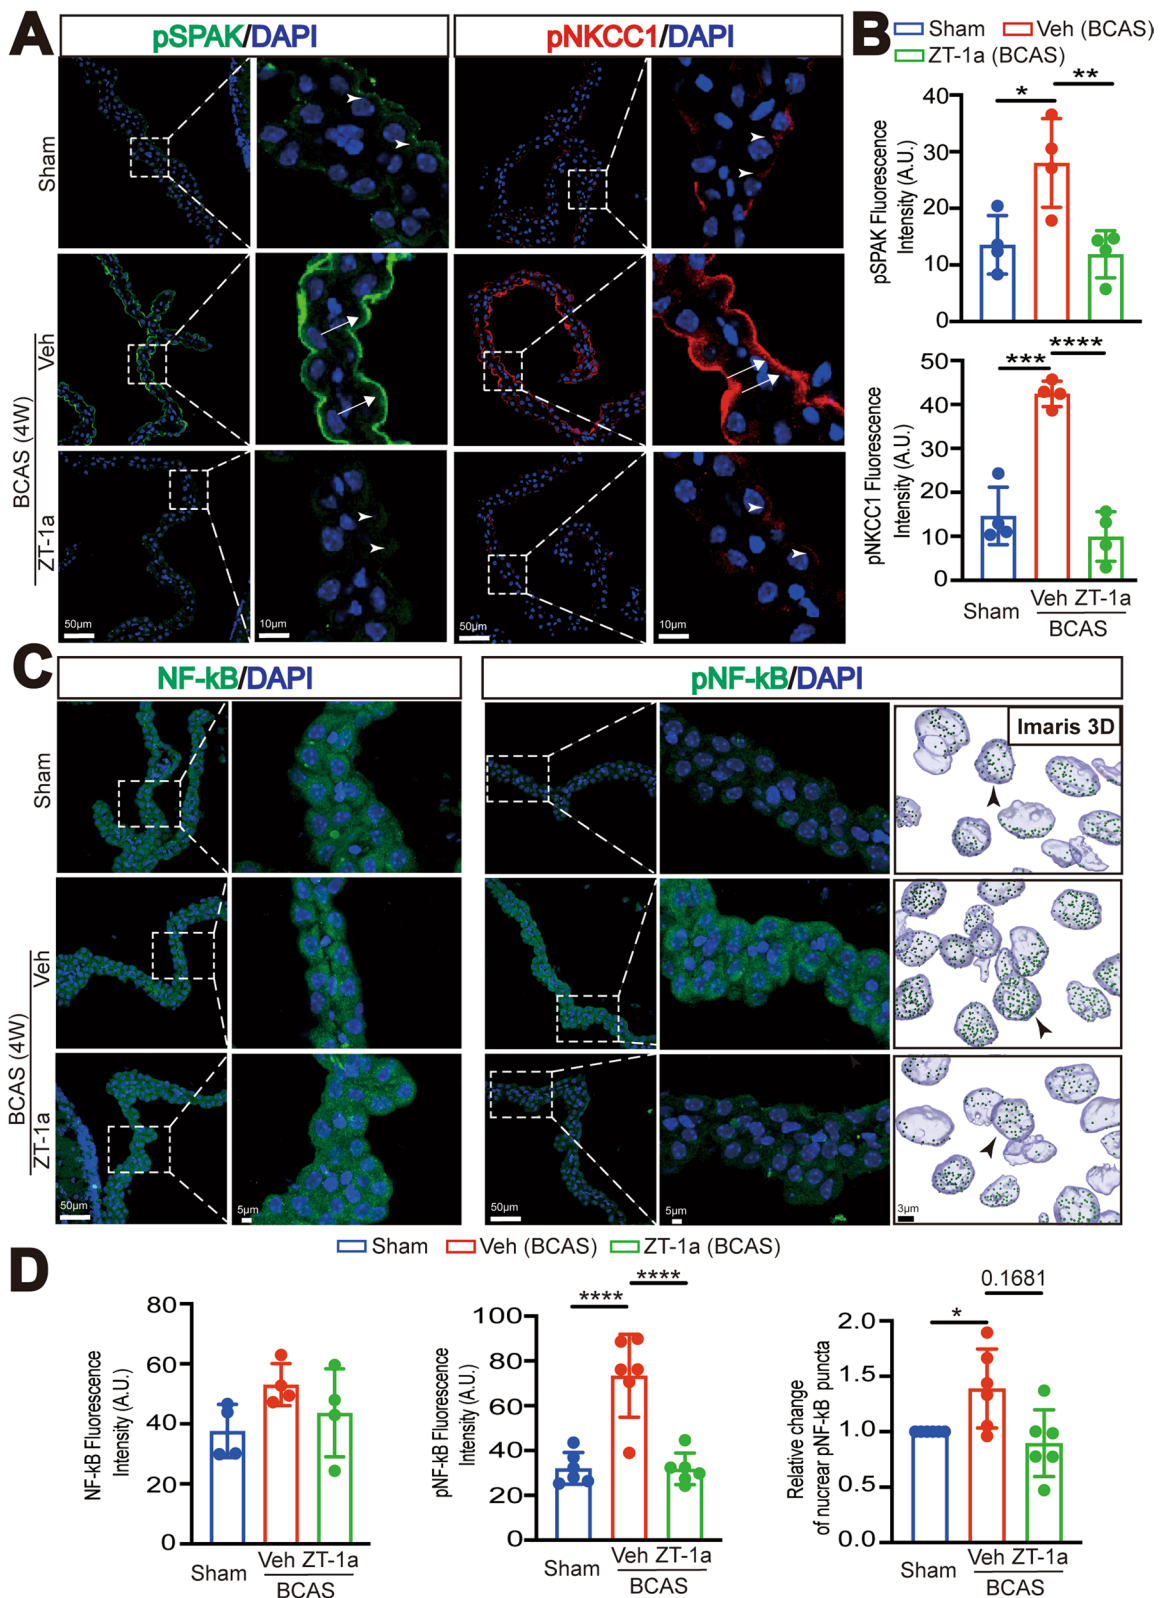 A
pSPAK/DAPI
pNKCC1/DAPI
Sham
BCAS (4W)
Veh
ZT-1a
50µm
10µm
50µm
10µm
B
Sham
Veh (BCAS)
ZT-1a (BCAS)
pSPAK Fluorescence
Intensity (A.U.)
40
30
20
10
0
*
**
pNKCC1 Fluorescence
Intensity (A.U.)
50
40
30
20
10
0
***
****
Sham
Veh ZT-1a
BCAS
C
NF-kB/DAPI
pNF-kB/DAPI
Imaris 3D
Sham
BCAS (4W)
Veh
ZT-1a
50µm
5µm
50µm
5µm
3µm
D
Sham
Veh (BCAS)
ZT-1a (BCAS)
NF-kB Fluorescence
Intensity (A.U.)
80
60
40
20
0
Sham
Veh ZT-1a
BCAS
pNF-kB Fluorescence
Intensity (A.U.)
100
80
60
40
20
0
****
****
Sham
Veh ZT-1a
BCAS
Relative change
of nucrear pNF-kB puncta
2.0
1.5
1.0
0.5
0.0
*
0.1681
Sham
Veh ZT-1a
BCAS